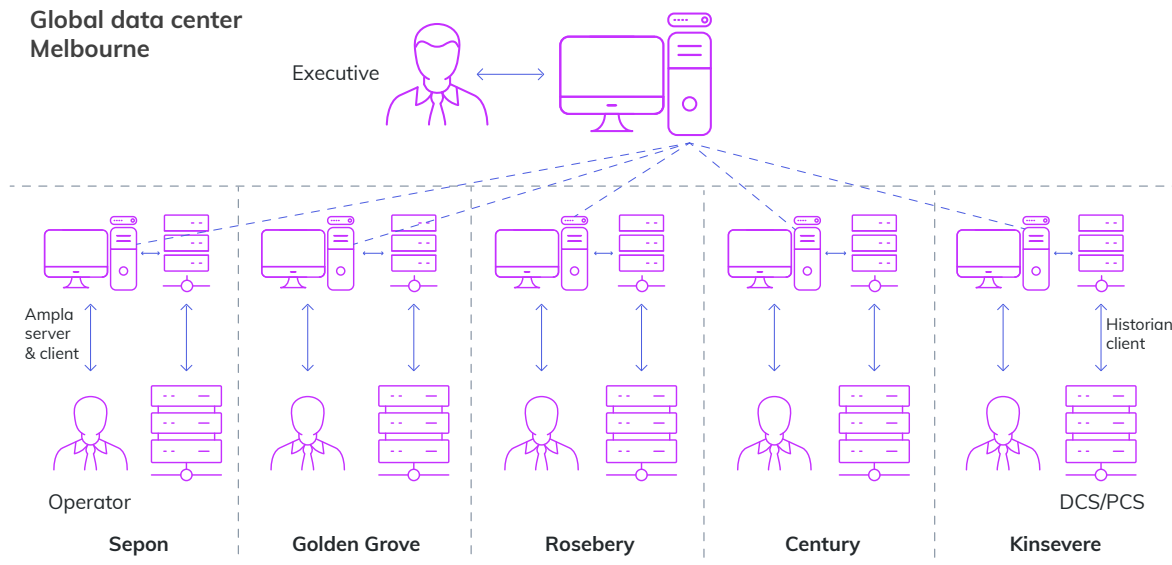 Global data center
Melbourne
Executive
Ampla
server
& client
Historian
client
Operator
DCS/PCS
Sepon
Golden Grove
Rosebery
Century
Kinsevere